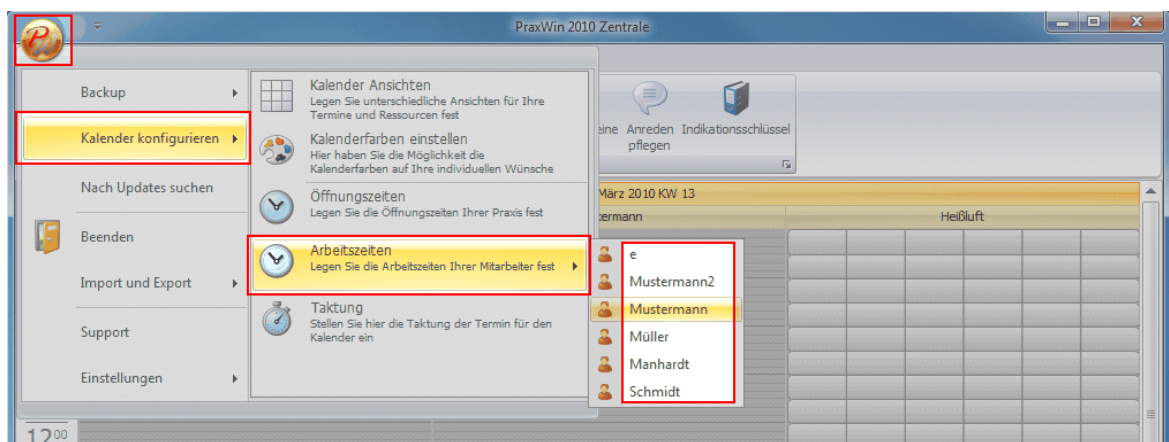 PraxWin 2010 Zentrale
Backup
Kalender konfigurieren
Nach Updates suchen
Beenden
Import und Export
Support
Einstellungen
Kalender Ansichten
Legen Sie unterschiedliche Ansichten für Ihre
Termine und Ressourcen fest
Kalenderfarben einstellen
Hier haben Sie die Möglichkeit die
Kalenderfarben auf Ihre individuellen Wünsche
Öffnungszeiten
Legen Sie die Öffnungszeiten Ihrer Praxis fest
Arbeitszeiten
Legen Sie die Arbeitszeiten Ihrer Mitarbeiter fest
Taktung
Stellen Sie hier die Taktung der Termin für den
Kalender ein
e
Mustermann2
Mustermann
Müller
Manhardt
Schmidt
eine
Anreden
pflegen
Indikationsschlüssel
März 2010 KW 13
termann
Heißluft
12 00